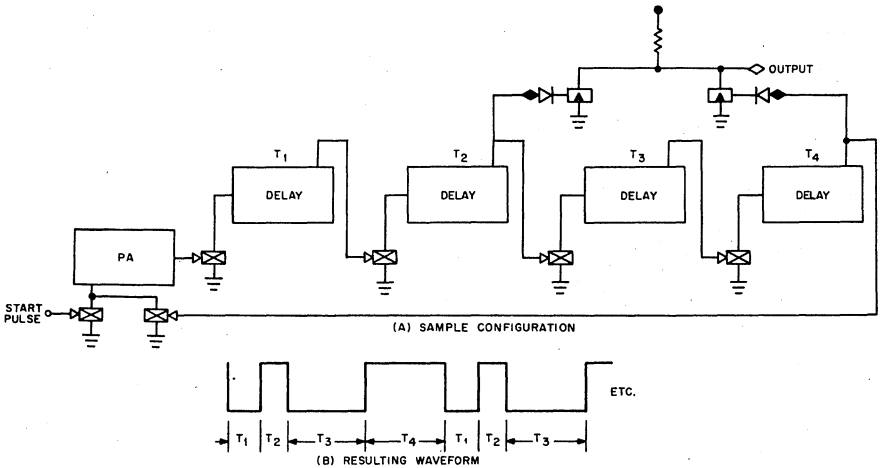 OUTPUT
T1
T2
T3
T4
DELAY
DELAY
DELAY
DELAY
PA
START
PULSE
(A) SAMPLE CONFIGURATION
ETC.
T1
T2
T3
T4
T1
T2
T3
(B) RESULTING WAVEFORM